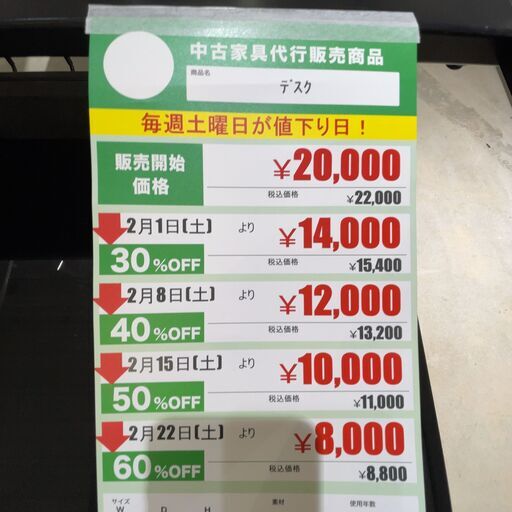 中古家具代行販売商品
商品名
デスク
毎週土曜日が値下り日！
販売開始
価格
¥20,000
税込価格
¥22,000
2月1日(土) より
¥14,000
30%OFF
税込価格
¥15,400
2月8日(土) より
¥12,000
40%OFF
税込価格
¥13,200
2月15日(土) より
¥10,000
50%OFF
税込価格
¥11,000
2月22日(土) より
¥8,000
60%OFF
税込価格
¥8,800
サイズ 素材 使用年数
W D H